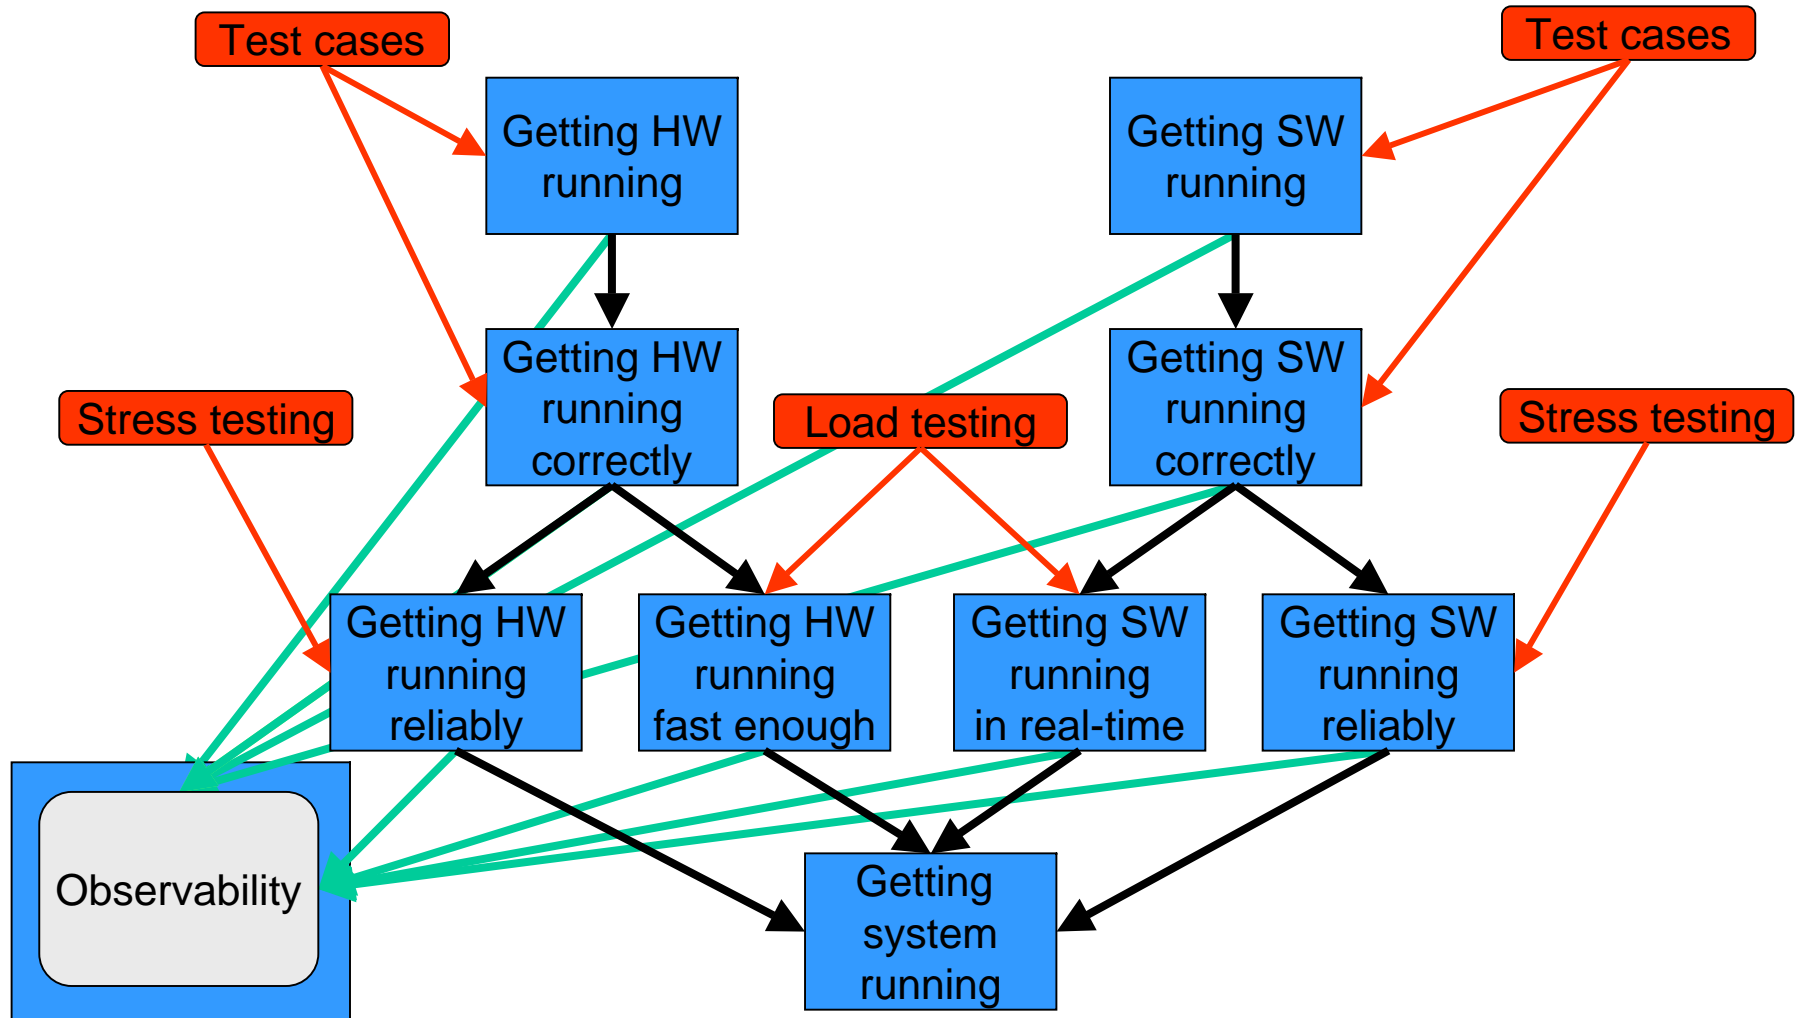 Test cases
Test cases
Getting HW
running
Getting SW
running
Getting HW
running
correctly
Getting SW
running
correctly
Stress testing
Load testing
Stress testing
Getting HW
running
reliably
Getting HW
running
fast enough
Getting SW
running
in real-time
Getting SW
running
reliably
Observability
Getting
system
running